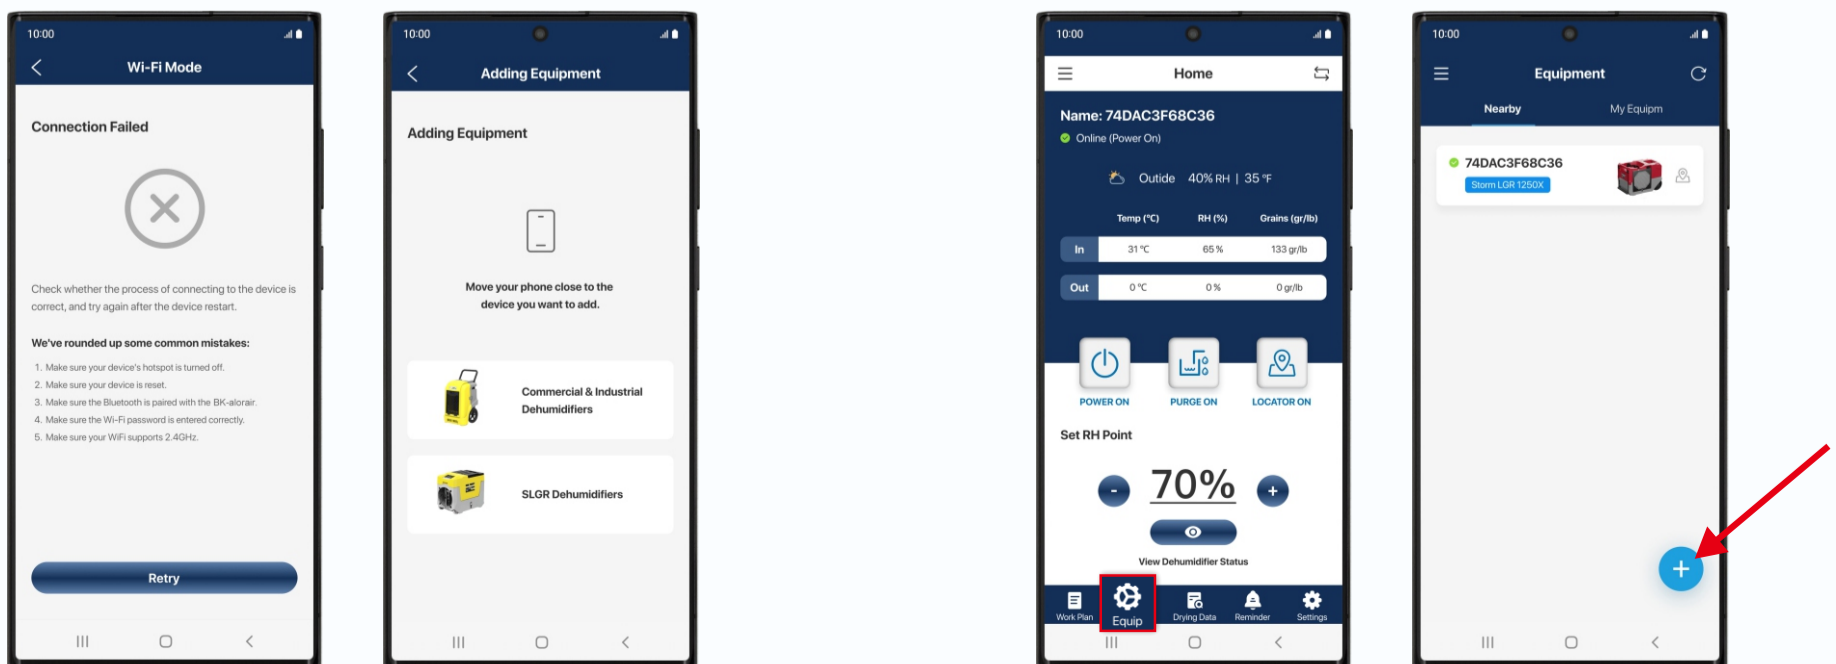 10:00
Wi-Fi Mode
Connection Failed
Check whether the process of connecting to the device is
correct, and try again after the device restart.
We've rounded up some common mistakes:
1. Make sure your device's hotspot is turned off.
2. Make sure your device is reset.
3. Make sure the Bluetooth is paired with the BK-alorair.
4. Make sure the Wi-Fi password is entered correctly.
5. Make sure your WiFi supports 2.4GHz.
Retry
10:00
Adding Equipment
Adding Equipment
Move your phone close to the
device you want to add.
Commercial & Industrial
Dehumidifiers
SLGR Dehumidifiers
10:00
Home
Name: 74DAC3F68C36
Online (Power On)
Outide 40% RH | 35 °F
Temp (°C) RH (%) Grains (gr/lb)
In 31 °C 65 % 133 gr/lb
Out 0 °C 0 % 0 gr/lb
POWER ON PURGE ON LOCATOR ON
Set RH Point
- 70% +
View Dehumidifier Status
Work Plan Equip Drying Data Reminder Settings
10:00
Equipment
Nearby My Equipm
74DAC3F68C36
Storm LGR 1250X
+